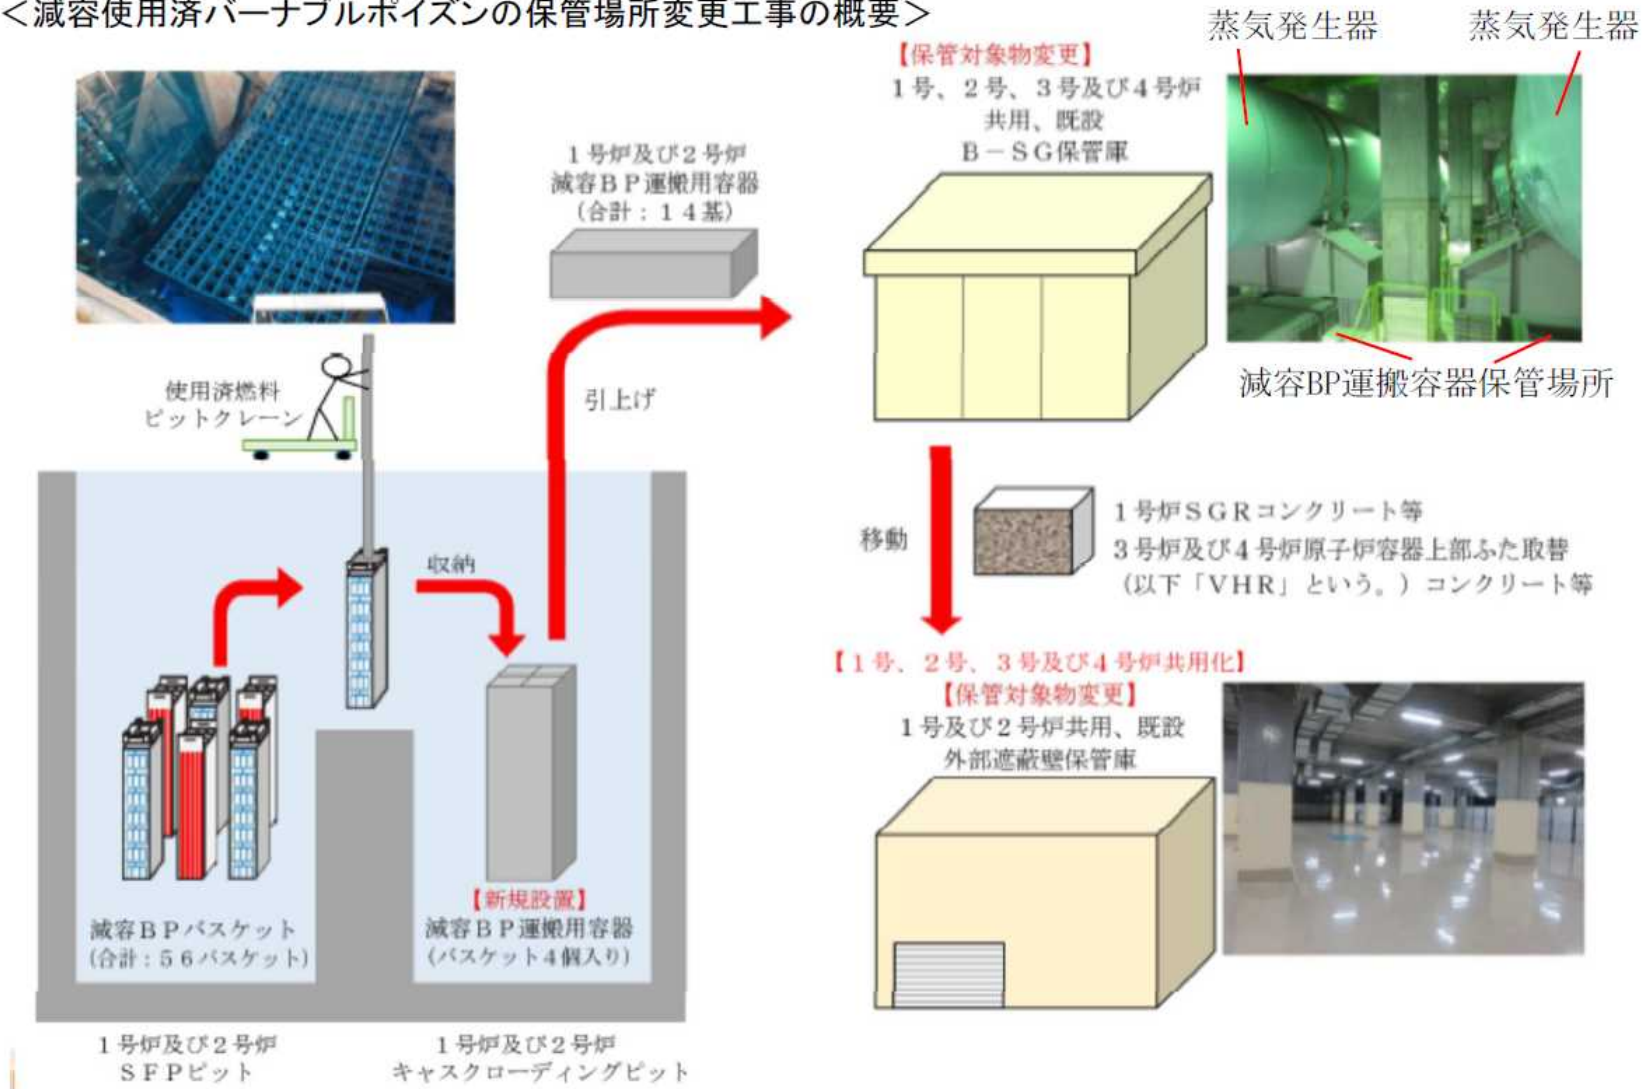 ＜減容使用済バーナブルポイズンの保管場所変更工事の概要＞
蒸気発生器
蒸気発生器
【保管対象物変更】
１号、２号、３号及び４号炉
共用、既設
Ｂ－ＳＧ保管庫
１号炉及び２号炉
減容ＢＰ運搬用容器
（合計：１４基）
減容BP運搬容器保管場所
使用済燃料
ピットクレーン
引上げ
収納
移動
１号炉ＳＧＲコンクリート等
３号炉及び４号炉原子炉容器上部ふた取替
（以下「ＶＨＲ」という。）コンクリート等
【１号、２号、３号及び４号炉共用化】
【保管対象物変更】
１号及び２号炉共用、既設
外部遮蔽壁保管庫
減容ＢＰバスケット
（合計：５６バスケット）
【新規設置】
減容ＢＰ運搬用容器
（バスケット４個入り）
１号炉及び２号炉
ＳＦＰピット
１号炉及び２号炉
キャスクローディングピット